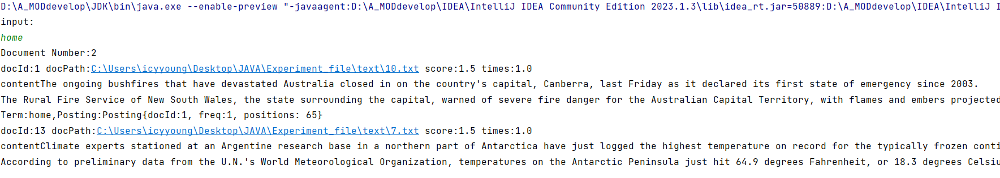 D:\A_MODdevelop\JDK\bin\java.exe --enable-preview "-javaagent:D:\A_MODdevelop\IDEA\IntelliJ IDEA Community Edition 2023.1.3\lib\idea_rt.jar=50889:D:\A_MODdevelop\IDEA\IntelliJ I
input:
home
Document Number:2
docId:1 docPath:C:\Users\icyyoung\Desktop\JAVA\Experiment_file\text\10.txt score:1.5 times:1.0
contentThe ongoing bushfires that have devastated Australia closed in on the country's capital, Canberra, last Friday as it declared its first state of emergency since 2003.
The Rural Fire Service of New South Wales, the state surrounding the capital, warned of severe fire danger for the Australian Capital Territory, with flames and embers projected
Term:home,Posting:Posting{docId:1, freq:1, positions: 65}
docId:13 docPath:C:\Users\icyyoung\Desktop\JAVA\Experiment_file\text\7.txt score:1.5 times:1.0
contentClimate experts stationed at an Argentine research base in a northern part of Antarctica have just logged the highest temperature on record for the typically frozen conti
According to preliminary data from the U.N.'s World Meteorological Organization, temperatures on the Antarctic Peninsula just hit 64.9 degrees Fahrenheit, or 18.3 degrees Celsiu